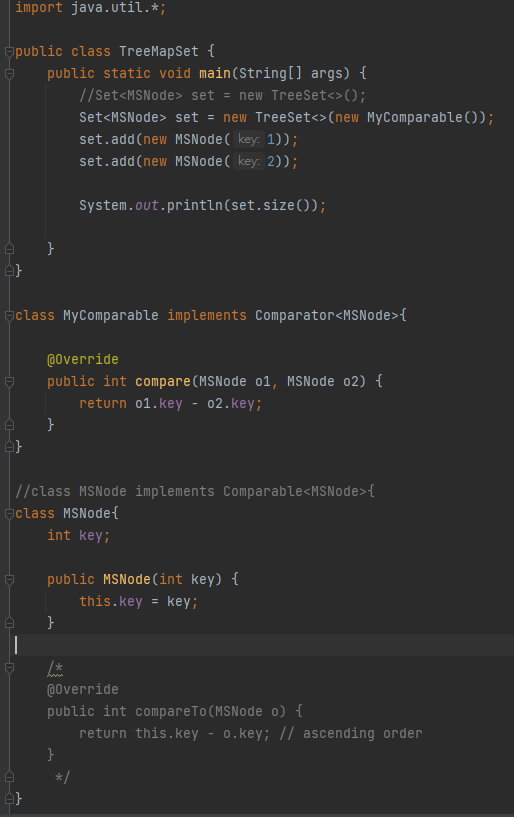 import java.util.*;
public class TreeMapSet {
public static void main(String[] args) {
//Set<MSNode> set = new TreeSet<>();
Set<MSNode> set = new TreeSet<>(new MyComparable());
set.add(new MSNode( key: 1));
set.add(new MSNode( key: 2));
System.out.println(set.size());
}
}
class MyComparable implements Comparator<MSNode>{
@Override
public int compare(MSNode o1, MSNode o2) {
return o1.key - o2.key;
}
}
//class MSNode implements Comparable<MSNode>{
class MSNode{
int key;
public MSNode(int key) {
this.key = key;
}
/*
@Override
public int compareTo(MSNode o) {
return this.key - o.key; // ascending order
}
*/
}